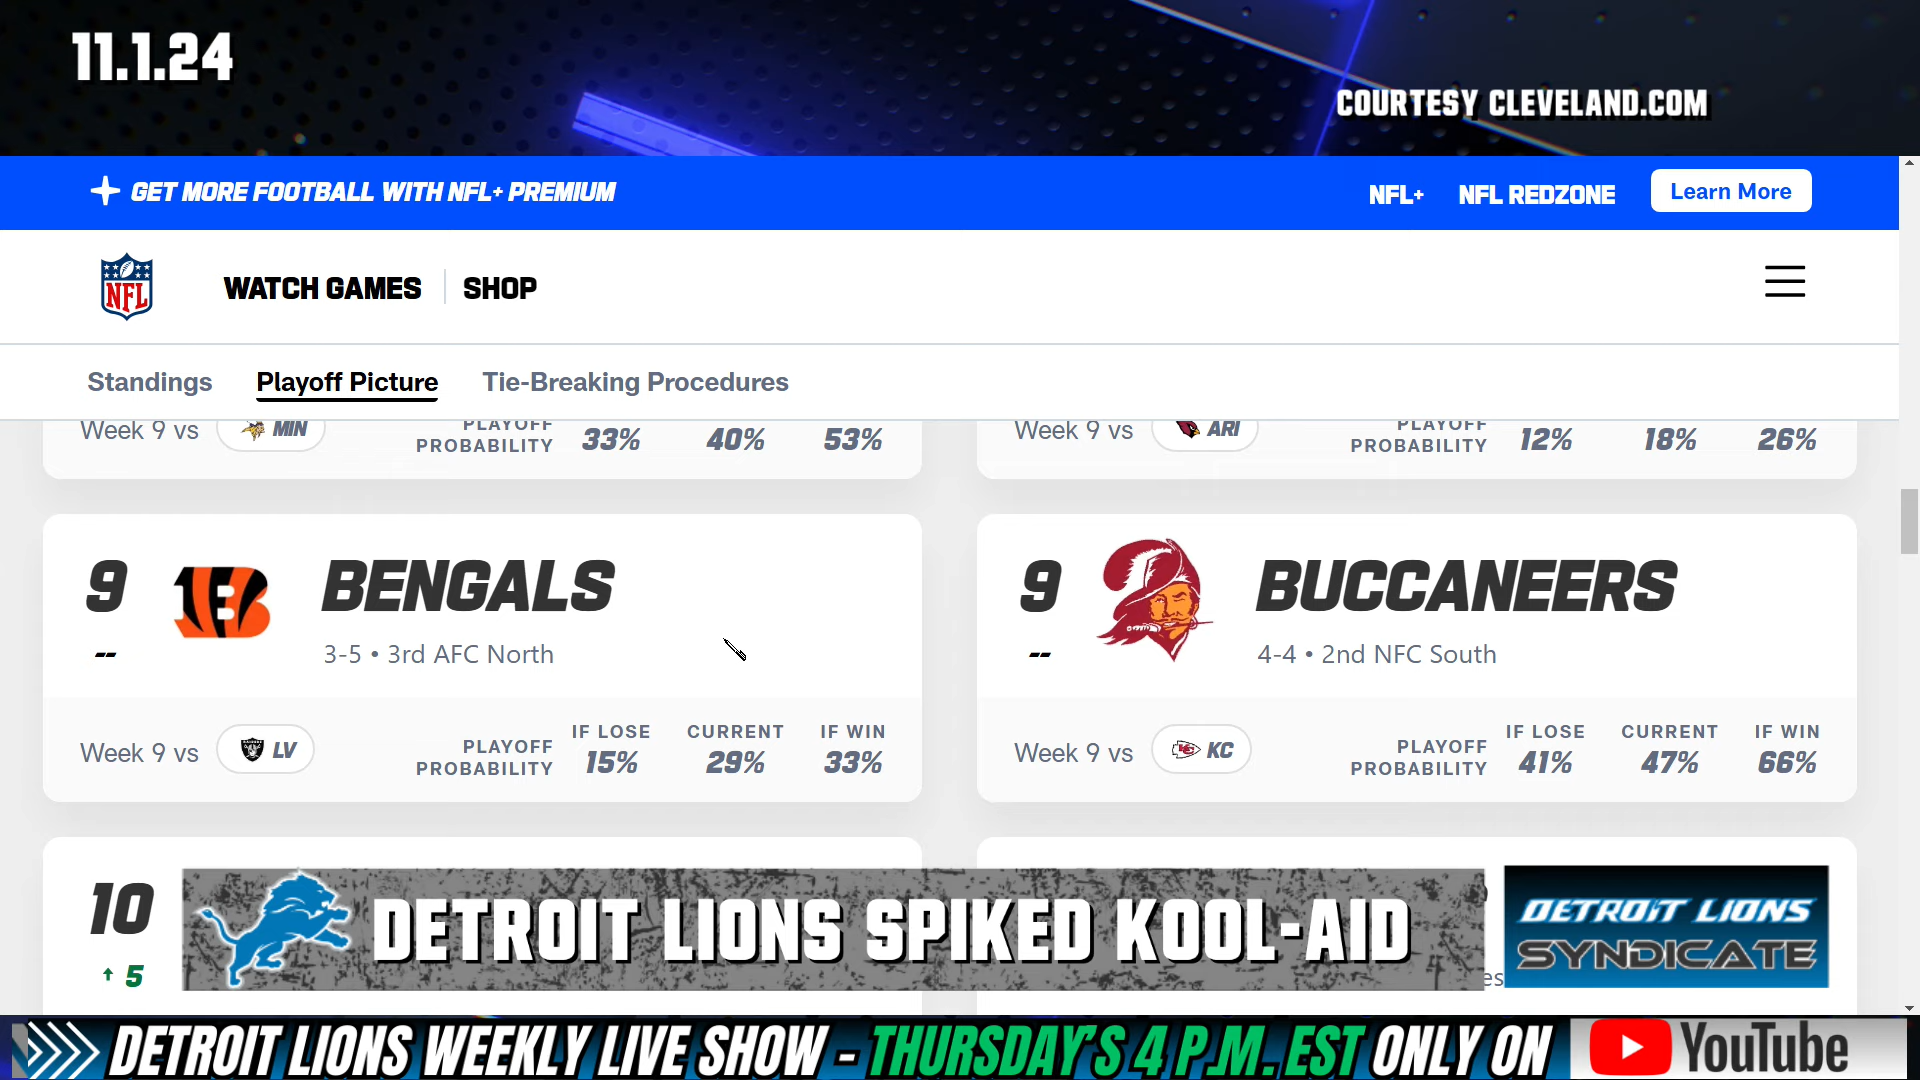 11.1.24
COURTESY CLEVELAND.COM
GET MORE FOOTBALL WITH NFL+ PREMIUM
NFL+ NFL REDZONE Learn More
NFL WATCH GAMES SHOP
Standings Playoff Picture Tie-Breaking Procedures
Week 9 vs MIN PLAYOFF PROBABILITY 33% 40% 53%
Week 9 vs ARI PLAYOFF PROBABILITY 12% 18% 26%
9 BENGALS
-- 3-5 • 3rd AFC North
Week 9 vs LV
PLAYOFF PROBABILITY
IF LOSE CURRENT IF WIN
15% 29% 33%
9 BUCCANEERS
-- 4-4 • 2nd NFC South
Week 9 vs KC
PLAYOFF PROBABILITY
IF LOSE CURRENT IF WIN
41% 47% 66%
10
5
DETROIT LIONS SPIKED KOOL-AID
DETROIT LIONS
SYNDICATE
DETROIT LIONS WEEKLY LIVE SHOW - THURSDAY'S 4 P.M. EST ONLY ON YouTube